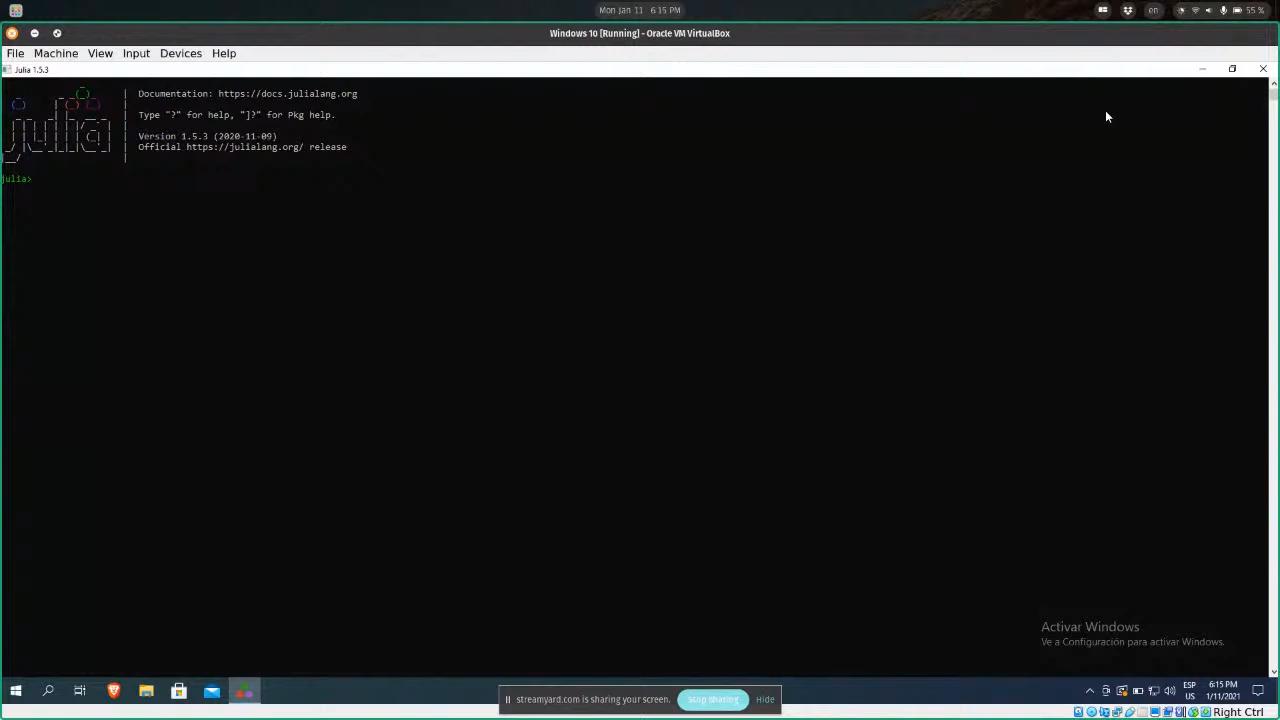 Mon Jan 11 6:15 PM
en
55 %
Windows 10 [Running] - Oracle VM VirtualBox
File Machine View Input Devices Help
Julia 1.5.3
Documentation: https://docs.julialang.org
Type "?" for help, "]?" for Pkg help.
Version 1.5.3 (2020-11-09)
Official https://julialang.org/ release
julia>
Activar Windows
Ve a Configuración para activar Windows.
streamyard.com is sharing your screen.
Stop sharing
Hide
ESP
US
6:15 PM
1/11/2021
Right Ctrl